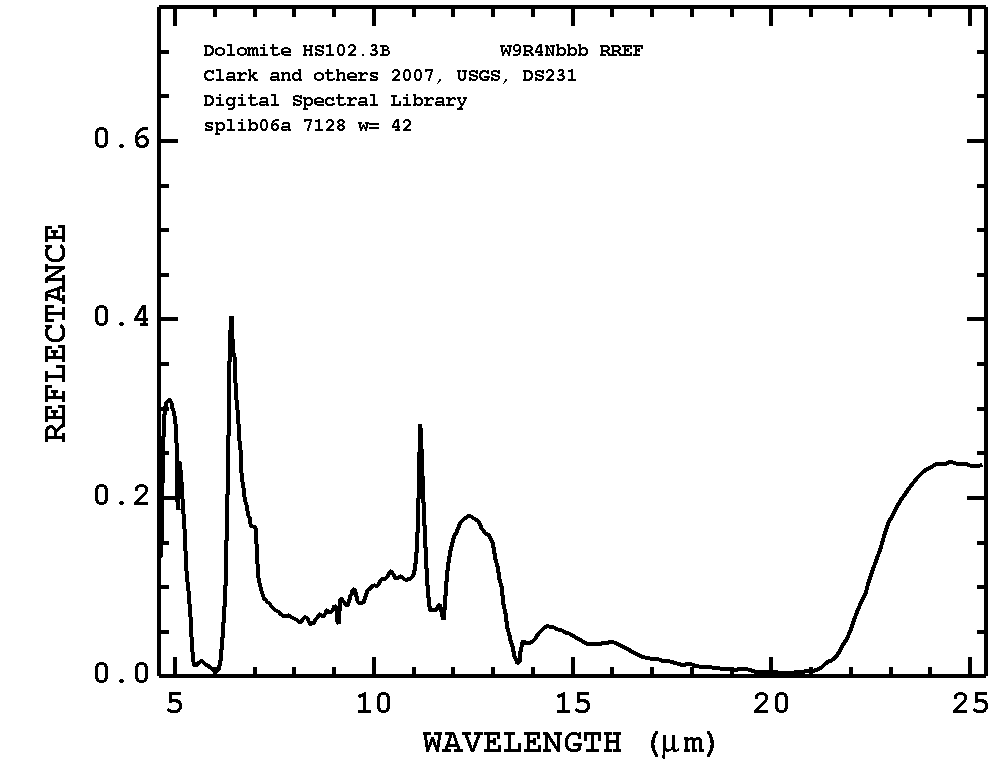 Dolomite HS102.3B W9R4Nbbb RREF
Clark and others 2007, USGS, DS231
Digital Spectral Library
splib06a 7128 w= 42
REFLECTANCE
0.6
0.4
0.2
0.0
5 10 15 20 25
WAVELENGTH (µm)